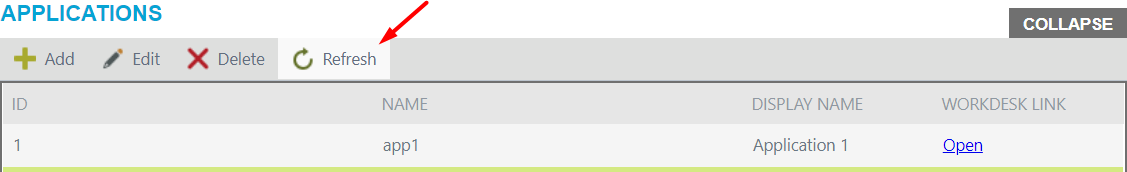 APPLICATIONS
COLLAPSE
Add Edit Delete Refresh
ID NAME DISPLAY NAME WORKDESK LINK
1 app1 Application 1 Open